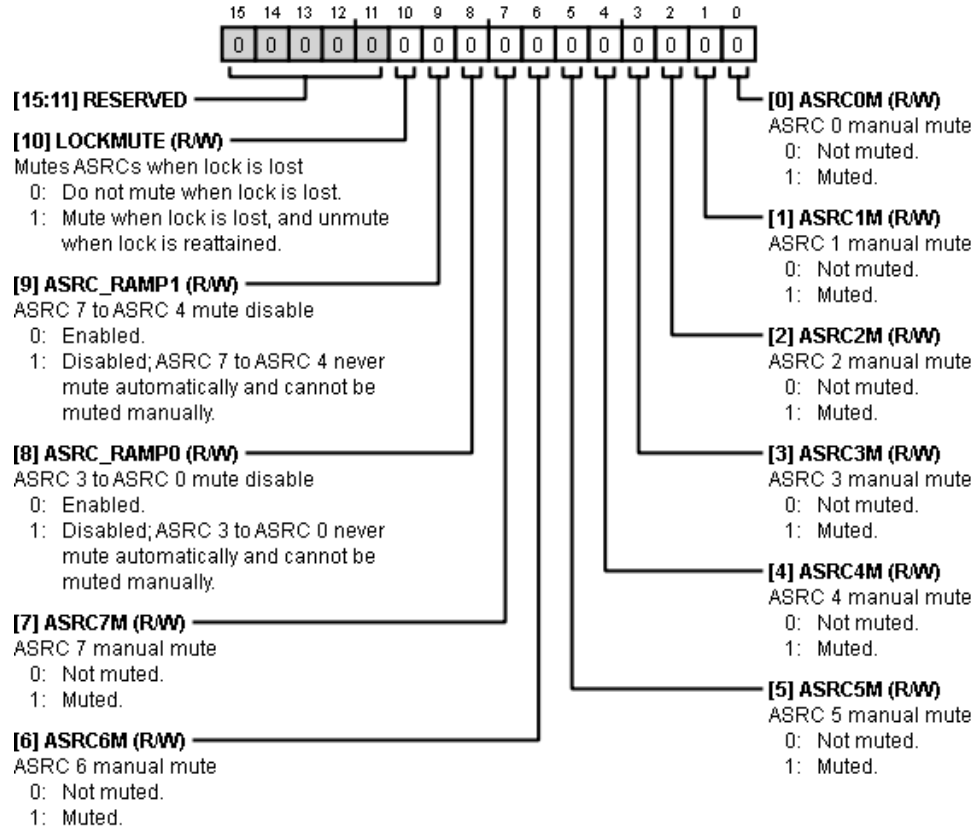 15 14 13 12 11 10 9 8 7 6 5 4 3 2 1 0
0 0 0 0 0 0 0 0 0 0 0 0 0 0 0 0
[15:11] RESERVED
[10] LOCKMUTE (R/W)
Mutes ASRCs when lock is lost
0: Do not mute when lock is lost.
1: Mute when lock is lost, and unmute
when lock is reattained.
[9] ASRC_RAMP1 (R/W)
ASRC 7 to ASRC 4 mute disable
0: Enabled.
1: Disabled; ASRC 7 to ASRC 4 never
mute automatically and cannot be
muted manually.
[8] ASRC_RAMP0 (R/W)
ASRC 3 to ASRC 0 mute disable
0: Enabled.
1: Disabled; ASRC 3 to ASRC 0 never
mute automatically and cannot be
muted manually.
[7] ASRC7M (R/W)
ASRC 7 manual mute
0: Not muted.
1: Muted.
[6] ASRC6M (R/W)
ASRC 6 manual mute
0: Not muted.
1: Muted.
[0] ASRC0M (R/W)
ASRC 0 manual mute
0: Not muted.
1: Muted.
[1] ASRC1M (R/W)
ASRC 1 manual mute
0: Not muted.
1: Muted.
[2] ASRC2M (R/W)
ASRC 2 manual mute
0: Not muted.
1: Muted.
[3] ASRC3M (R/W)
ASRC 3 manual mute
0: Not muted.
1: Muted.
[4] ASRC4M (R/W)
ASRC 4 manual mute
0: Not muted.
1: Muted.
[5] ASRC5M (R/W)
ASRC 5 manual mute
0: Not muted.
1: Muted.